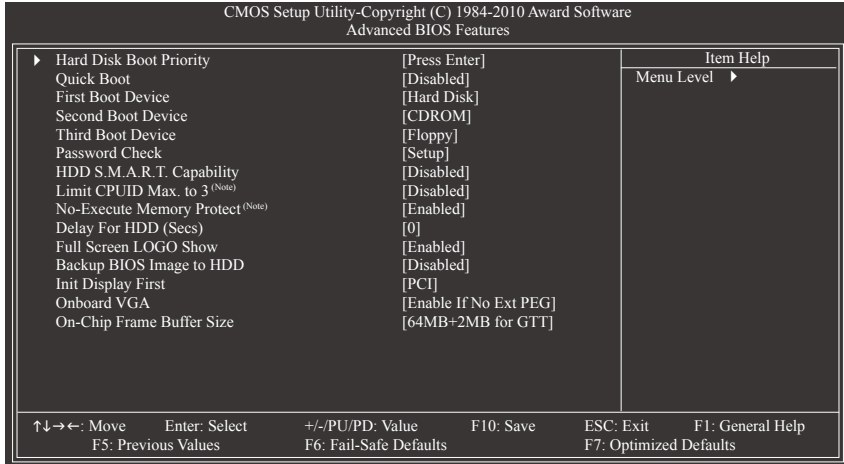 CMOS Setup Utility-Copyright (C) 1984-2010 Award Software
Advanced BIOS Features
▶ Hard Disk Boot Priority [Press Enter]
Quick Boot [Disabled]
First Boot Device [Hard Disk]
Second Boot Device [CDROM]
Third Boot Device [Floppy]
Password Check [Setup]
HDD S.M.A.R.T. Capability [Disabled]
Limit CPUID Max. to 3 (Note) [Disabled]
No-Execute Memory Protect (Note) [Enabled]
Delay For HDD (Secs) [0]
Full Screen LOGO Show [Enabled]
Backup BIOS Image to HDD [Disabled]
Init Display First [PCI]
Onboard VGA [Enable If No Ext PEG]
On-Chip Frame Buffer Size [64MB+2MB for GTT]
Item Help
Menu Level ▶
↑↓→←: Move Enter: Select +/-/PU/PD: Value F10: Save ESC: Exit F1: General Help
F5: Previous Values F6: Fail-Safe Defaults F7: Optimized Defaults